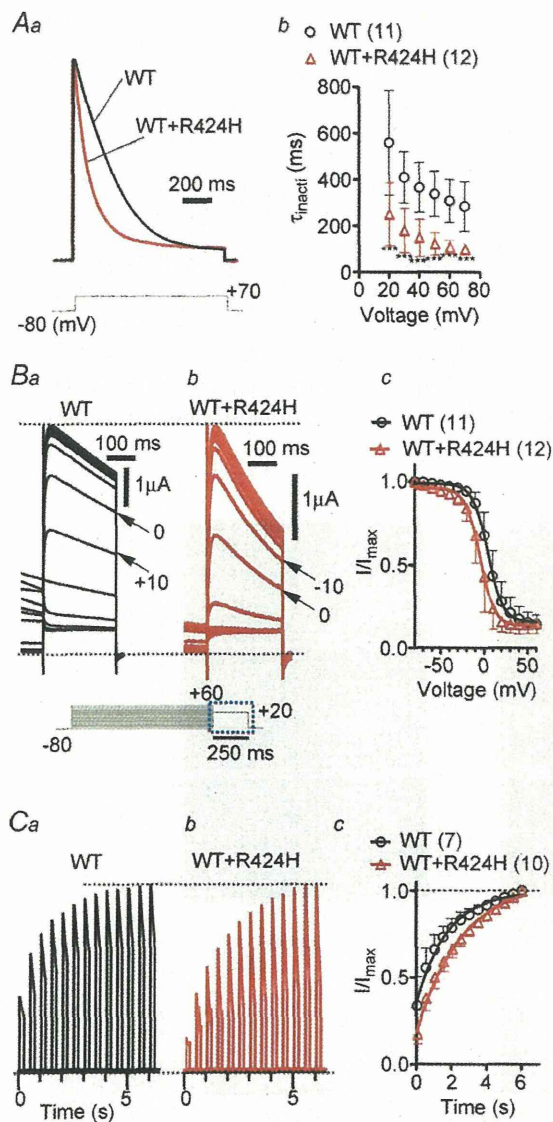 Aa
WT
WT+R424H
200 ms
+70
-80 (mV)
b
WT (11)
WT+R424H (12)
800
600
400
200
0
τinacti (ms)
0 20 40 60 80
Voltage (mV)
***
Ba
WT
100 ms
1μA
0
+10
b
WT+R424H
100 ms
-10
0
+60
+20
-80
250 ms
c
WT (11)
WT+R424H (12)
1.0
0.5
0.0
I/Imax
-50 0 50
Voltage (mV)
Ca
WT
0 5
Time (s)
b
WT+R424H
0 5
Time (s)
c
WT (7)
WT+R424H (10)
1.0
0.5
0.0
I/Imax
0 2 4 6
Time (s)